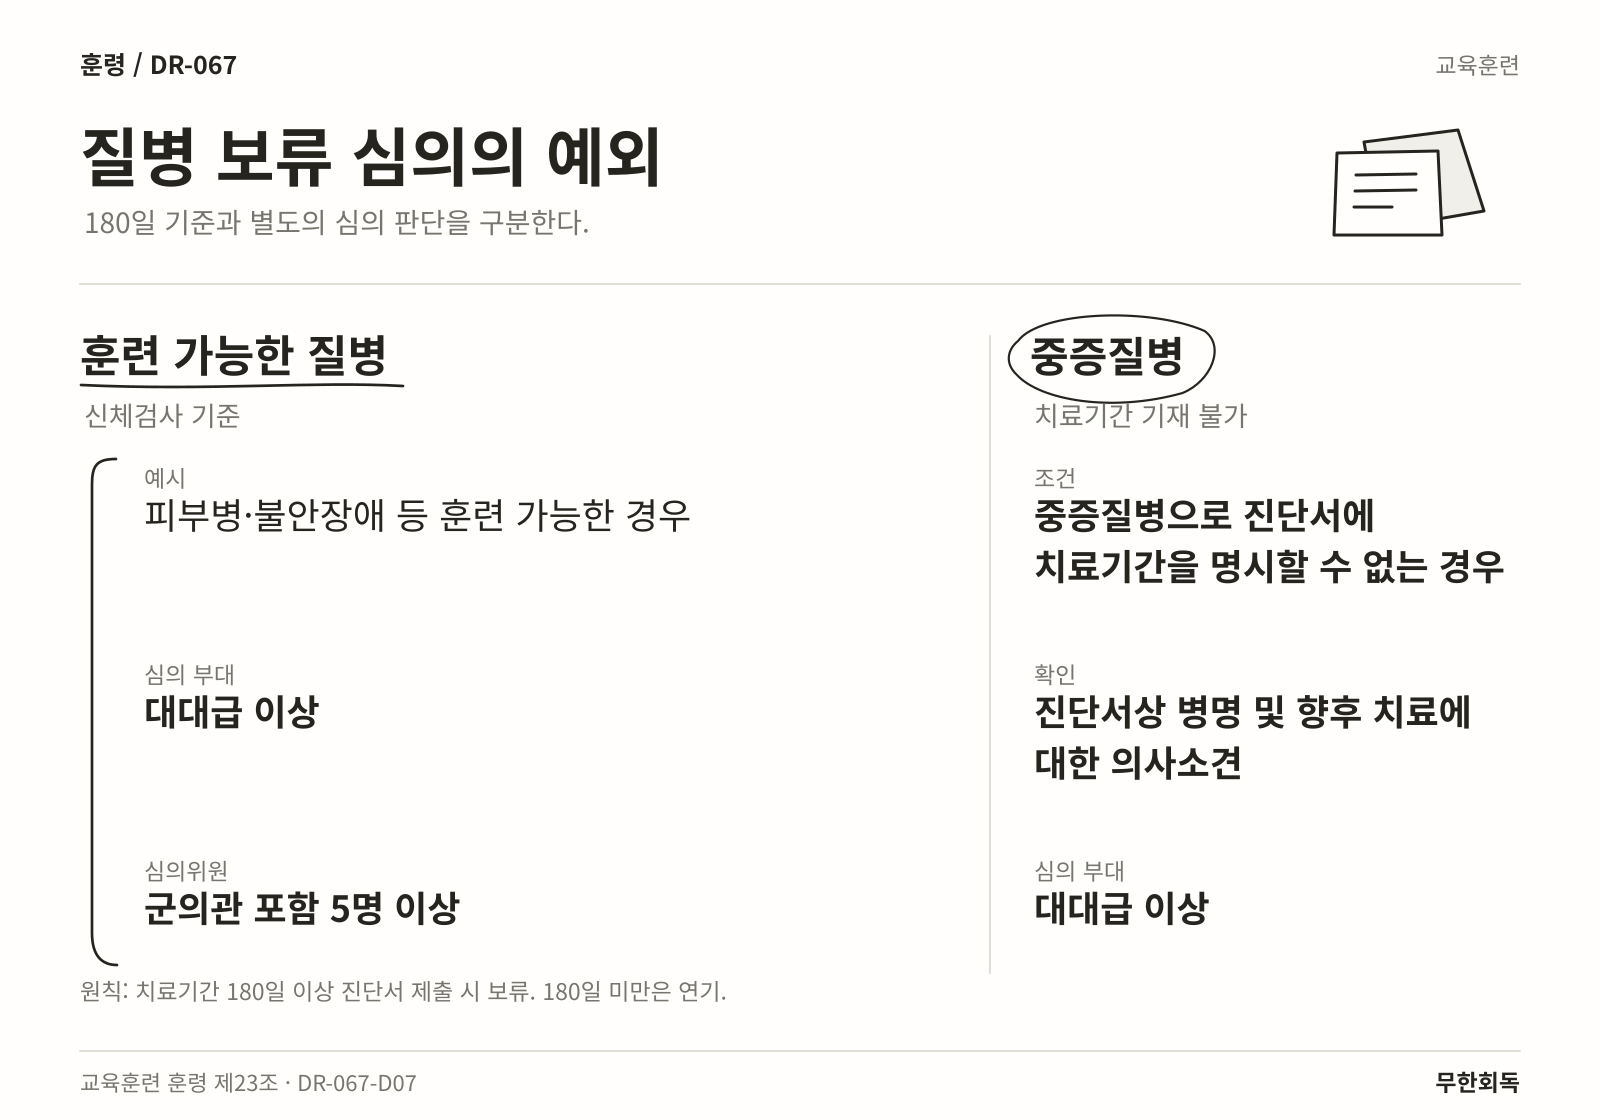 훈령 / DR-067
교육훈련
질병 보류 심의의 예외
180일 기준과 별도의 심의 판단을 구분한다.
훈련 가능한 질병
신체검사 기준
예시
피부병·불안장애 등 훈련 가능한 경우
심의 부대
대대급 이상
심의위원
군의관 포함 5명 이상
중증질병
치료기간 기재 불가
조건
중증질병으로 진단서에
치료기간을 명시할 수 없는 경우
확인
진단서상 병명 및 향후 치료에
대한 의사소견
심의 부대
대대급 이상
원칙: 치료기간 180일 이상 진단서 제출 시 보류. 180일 미만은 연기.
교육훈련 훈령 제23조 · DR-067-D07
무한회독